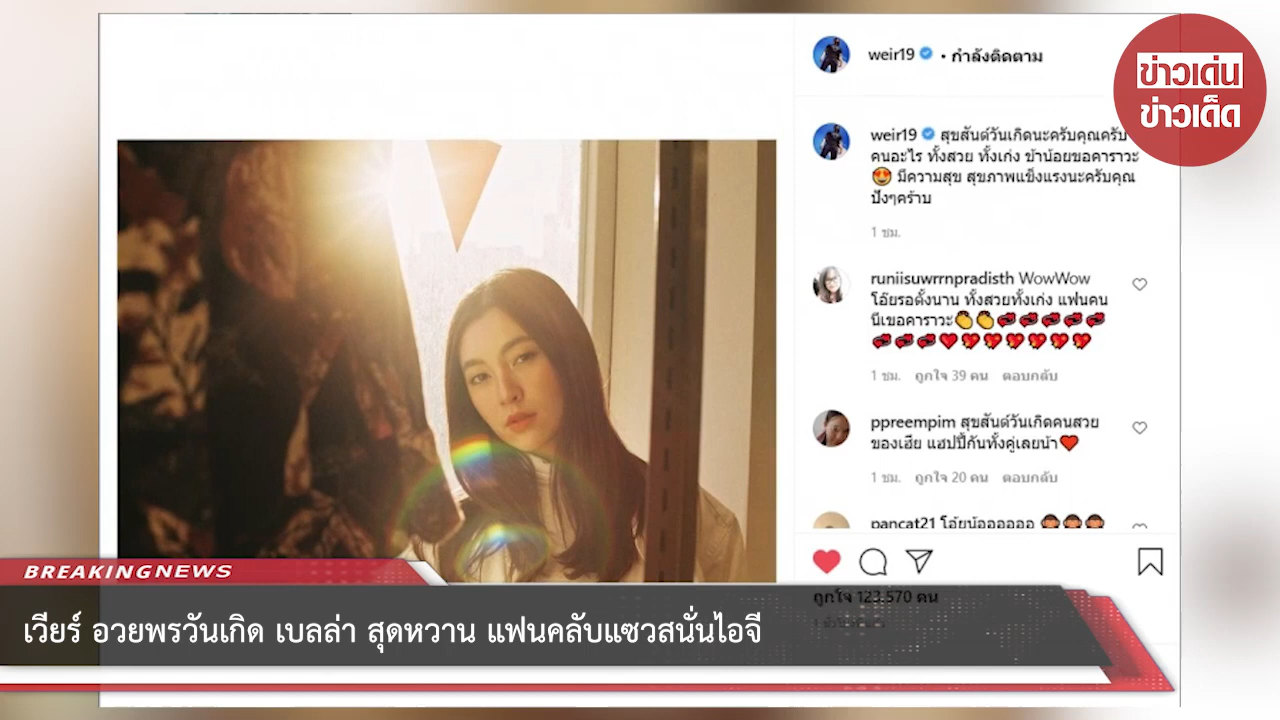 weir19 • กำลังติดตาม
ข่าวเด่น
ข่าวเด็ด
weir19 สุขสันต์วันเกิดนะครับคุณครับ
คนอะไร ทั้งสวย ทั้งเก่ง ข้าน้อยขอคาราวะ
😍 มีความสุข สุขภาพแข็งแรงนะครับคุณ
ปังๆคร้าบ
1 ชม.
runiisuwrrnpradisth WowWow
โอ๊ยรอตั้งนาน ทั้งสวยทั้งเก่ง แฟนคน
นี้เขอคาราวะ
1 ชม. ถูกใจ 39 คน ตอบกลับ
ppreempim สุขสันต์วันเกิดคนสวย
ของเฮีย แฮปปี้กันทั้งคู่เลยน้า❤️
1 ชม. ถูกใจ 20 คน ตอบกลับ
pancat21 โอ๊ยน้ออออออ 🙊🙊🙊
ถูกใจ 123,570 คน
BREAKINGNEWS
เวียร์ อวยพรวันเกิด เบลล่า สุดหวาน แฟนคลับแซวสนั่นไอจี